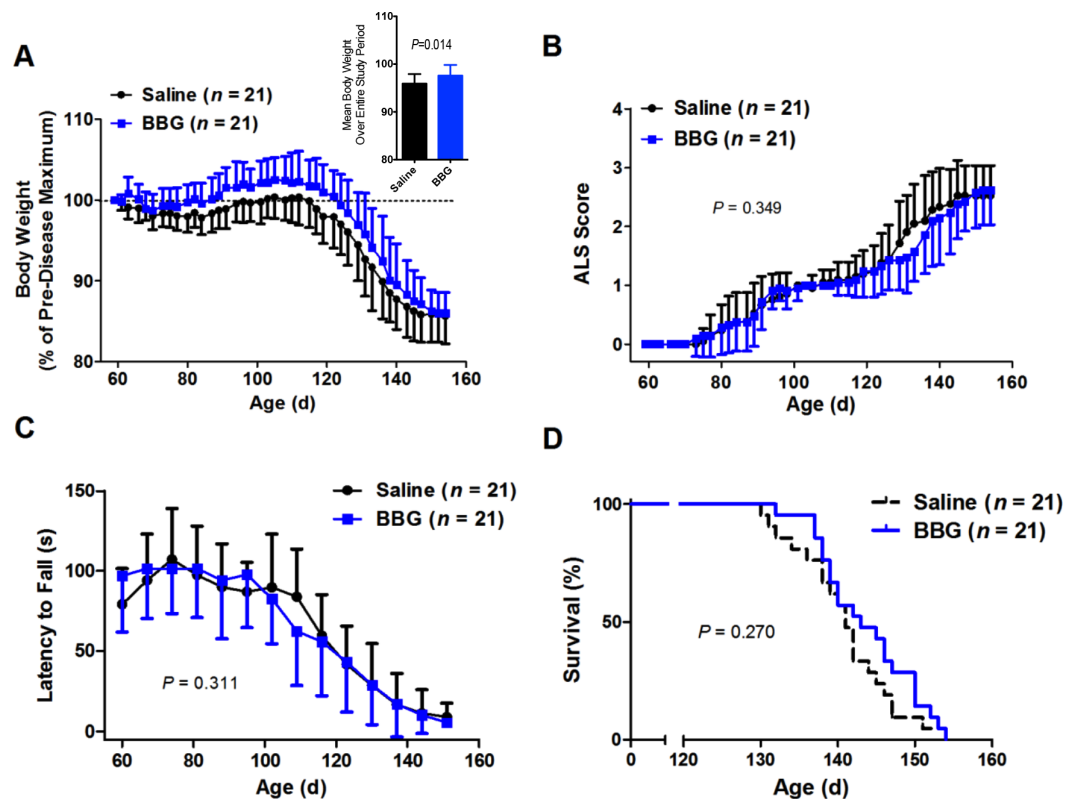 A
Saline (n = 21)
BBG (n = 21)
Body Weight
(% of Pre-Disease Maximum)
110
100
90
80
60
80
100
120
140
160
Age (d)
Mean Body Weight
Over Entire Study Period
110
100
90
80
P=0.014
Saline
BBG
B
Saline (n = 21)
BBG (n = 21)
ALS Score
4
3
2
1
0
P = 0.349
60
80
100
120
140
160
Age (d)
C
Saline (n = 21)
BBG (n = 21)
Latency to Fall (s)
150
100
50
0
P = 0.311
60
80
100
120
140
160
Age (d)
D
Saline (n = 21)
BBG (n = 21)
Survival (%)
100
50
0
P = 0.270
0
120
130
140
150
160
Age (d)